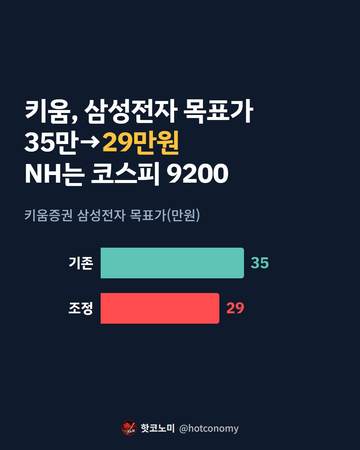 키움, 삼성전자 목표가
35만→29만원
NH는 코스피 9200
키움증권 삼성전자 목표가(만원)
기존 35
조정 29
핫코노미 @hotconomy